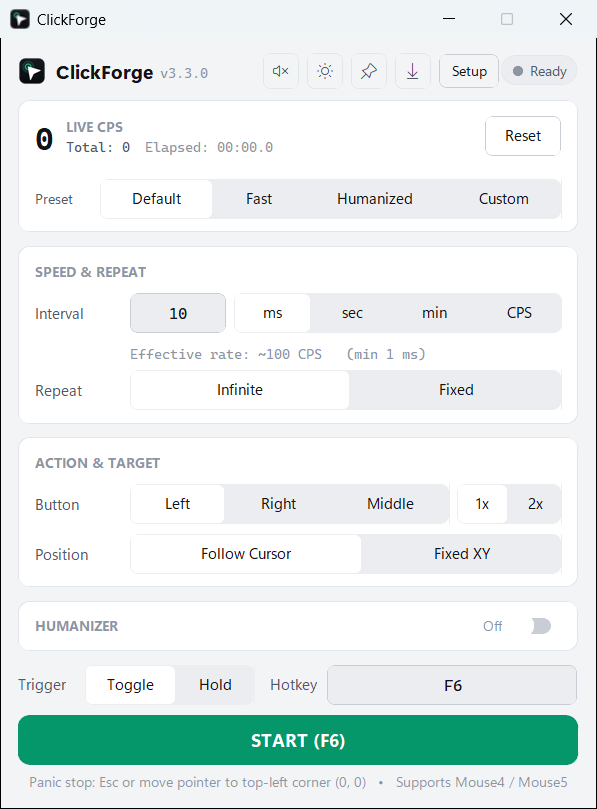 ClickForge
ClickForge v3.3.0 Setup Ready
0 LIVE CPS
Total: 0 Elapsed: 00:00.0
Reset
Preset Default Fast Humanized Custom
SPEED & REPEAT
Interval 10 ms sec min CPS
Effective rate: ~100 CPS (min 1 ms)
Repeat Infinite Fixed
ACTION & TARGET
Button Left Right Middle 1x 2x
Position Follow Cursor Fixed XY
HUMANIZER Off
Trigger Toggle Hold Hotkey F6
START (F6)
Panic stop: Esc or move pointer to top-left corner (0, 0) • Supports Mouse4 / Mouse5